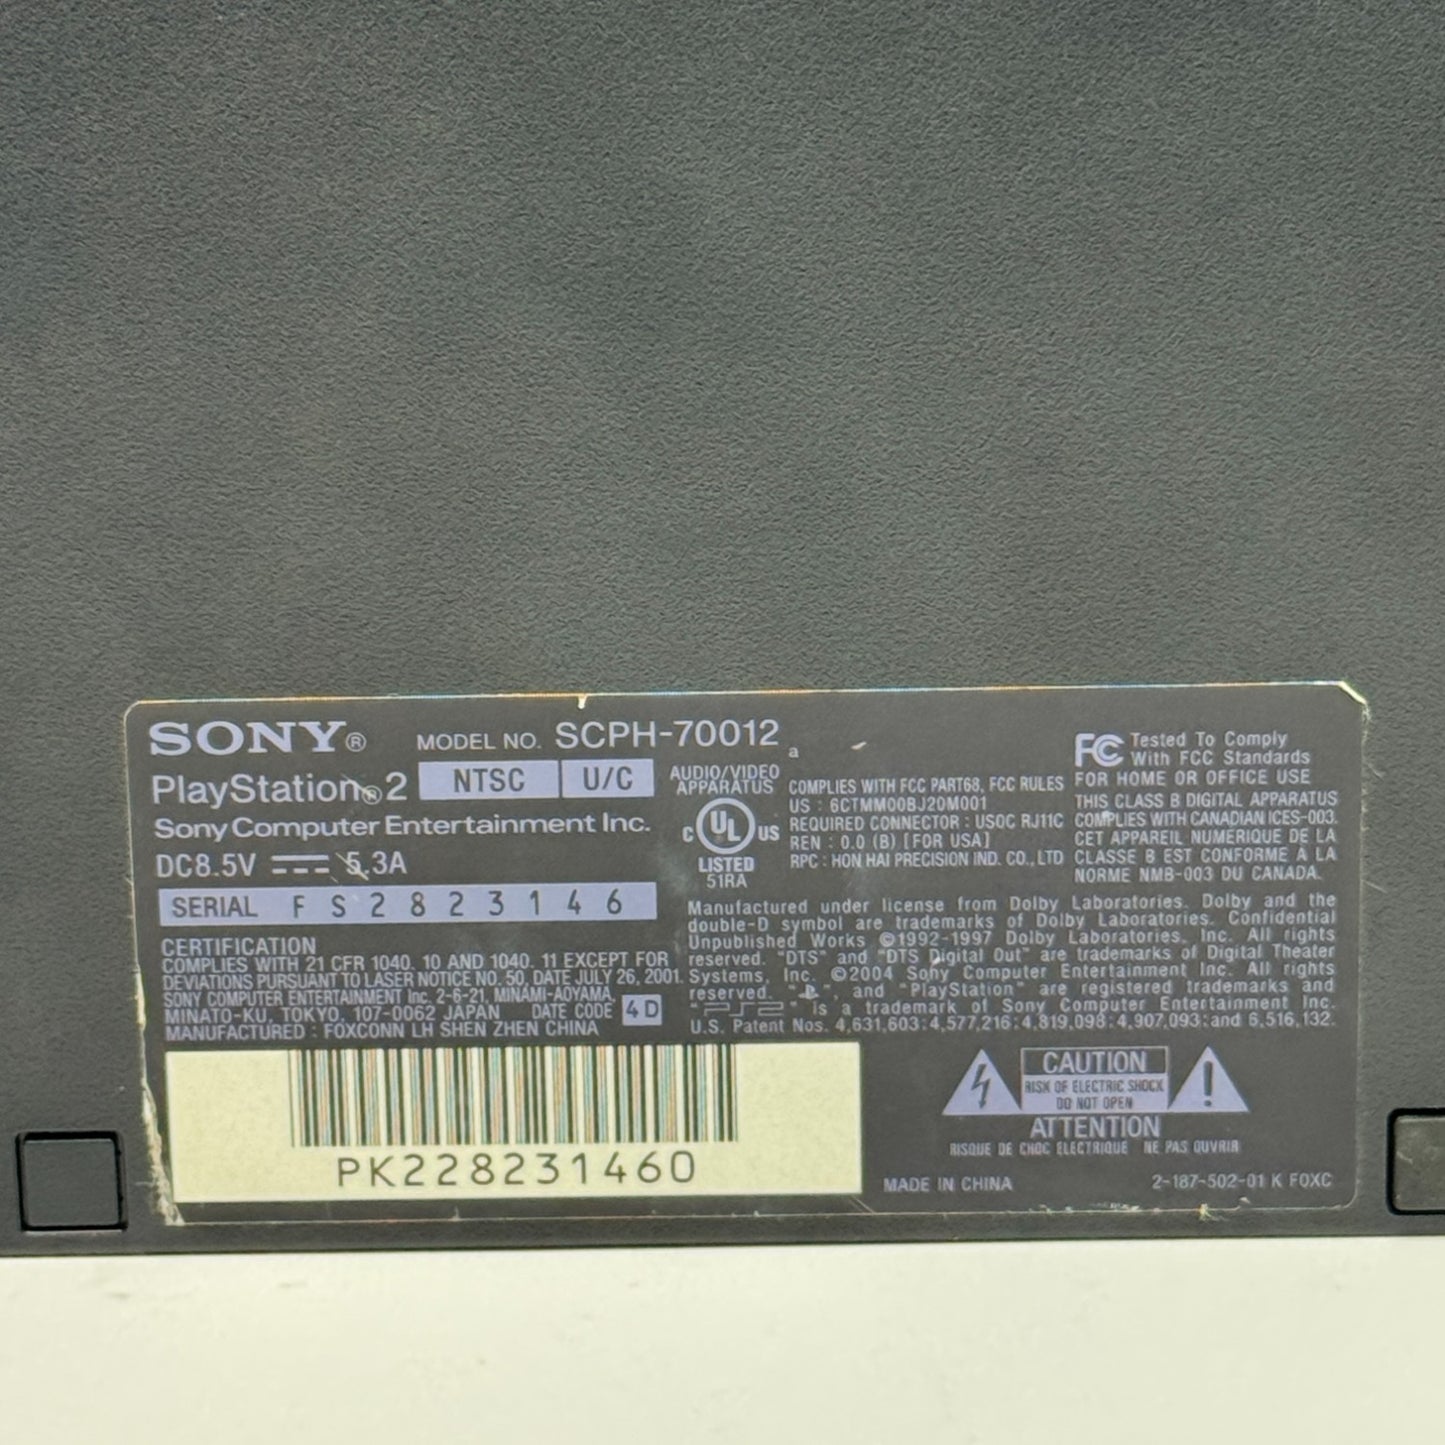 SONY®
MODEL NO. SCPH-70012 a
PlayStation®2 NTSC U/C
Sony Computer Entertainment Inc.
DC8.5V 5.3A
SERIAL FS2823146
CERTIFICATION
COMPLIES WITH 21 CFR 1040. 10 AND 1040. 11 EXCEPT FOR
DEVIATIONS PURSUANT TO LASER NOTICE NO. 50, DATE JULY 26, 2001.
SONY COMPUTER ENTERTAINMENT Inc. 2-6-21, MINAMI-AOYAMA,
MINATO-KU, TOKYO, 107-0062 JAPAN DATE CODE 4D
MANUFACTURED : FOXCONN LH SHEN ZHEN CHINA
PK228231460
AUDIO/VIDEO
APPARATUS
C UL US
LISTED
51RA
COMPLIES WITH FCC PART68, FCC RULES
US : 6CTMM00BJ20M001
REQUIRED CONNECTOR : USOC RJ11C
REN : 0.0 (B) [FOR USA]
RPC : HON HAI PRECISION IND. CO., LTD
FC Tested To Comply
With FCC Standards
FOR HOME OR OFFICE USE
THIS CLASS B DIGITAL APPARATUS
COMPLIES WITH CANADIAN ICES-003.
CET APPAREIL NUMERIQUE DE LA
CLASSE B EST CONFORME À LA
NORME NMB-003 DU CANADA.
Manufactured under license from Dolby Laboratories. Dolby and the
double-D symbol are trademarks of Dolby Laboratories. Confidential
Unpublished Works ©1992-1997 Dolby Laboratories, Inc. All rights
reserved. "DTS" and "DTS Digital Out" are trademarks of Digital Theater
Systems, Inc. ©2004 Sony Computer Entertainment Inc. All rights
reserved. " ", and "PlayStation" are registered trademarks and
"PS2" is a trademark of Sony Computer Entertainment Inc.
U.S. Patent Nos. 4,631,603;4,577,216;4,819,098;4,907,093;and 6,516,132.
CAUTION
RISK OF ELECTRIC SHOCK
DO NOT OPEN
ATTENTION
RISQUE DE CHOC ELECTRIQUE NE PAS OUVRIR
MADE IN CHINA
2-187-502-01 K FOXC